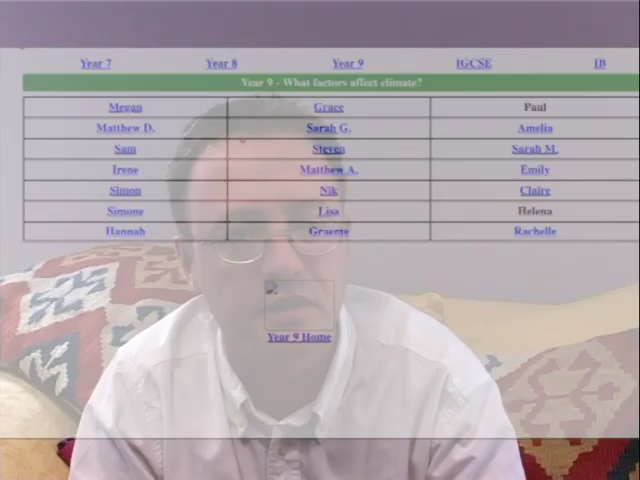 Year 7 Year 8 Year 9 IGCSE IB
Year 9 - What factors affect climate?
Megan Grace Paul
Matthew D. Sarah G. Amelia
Sam Steven Sarah M.
Irene Matthew A. Emily
Simon Nik Claire
Simone Lisa Helena
Hannah Graeme Rachelle
Year 9 Home